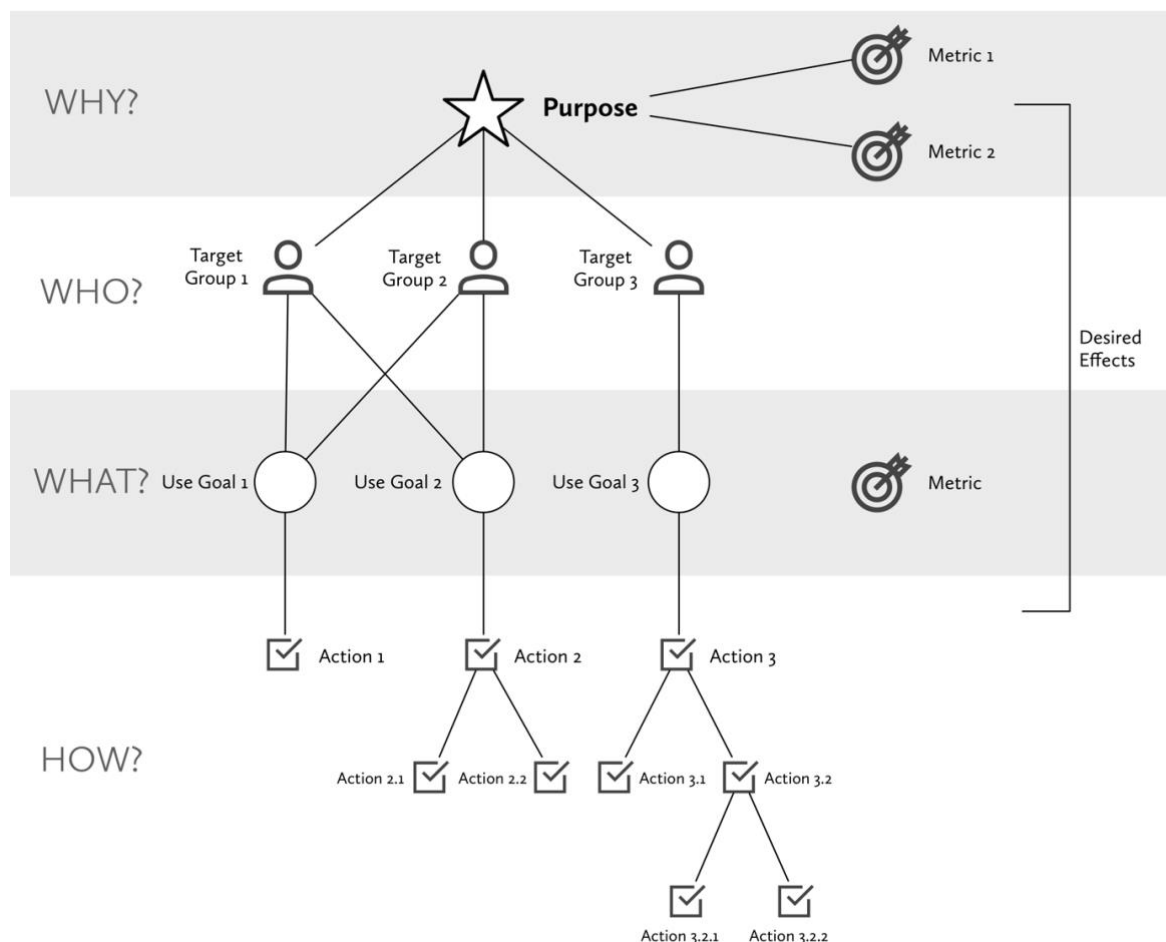 WHY?
Purpose
Metric 1
Metric 2
WHO?
Target
Group 1
Target
Group 2
Target
Group 3
Desired
Effects
WHAT?
Use Goal 1
Use Goal 2
Use Goal 3
Metric
Action 1
Action 2
Action 3
HOW?
Action 2.1
Action 2.2
Action 3.1
Action 3.2
Action 3.2.1
Action 3.2.2